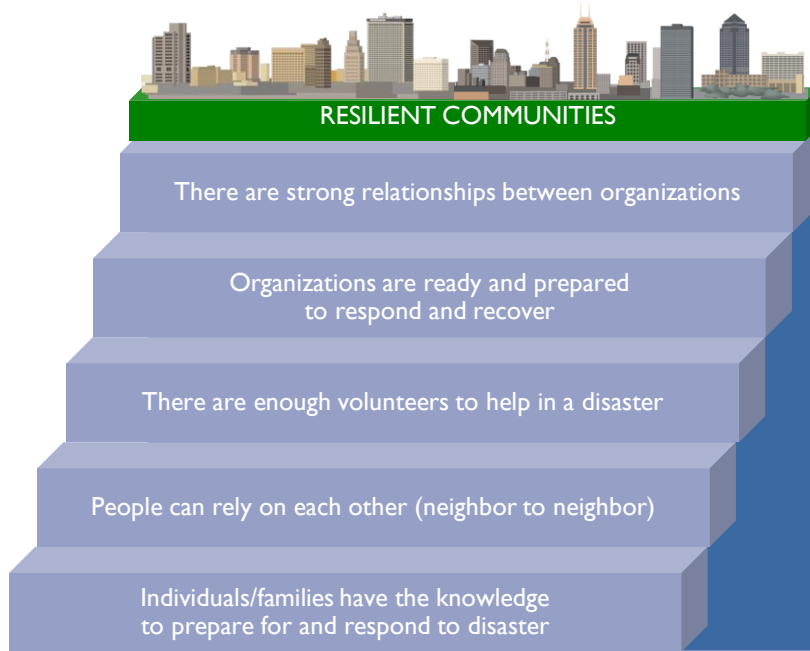 RESILIENT COMMUNITIES
There are strong relationships between organizations
Organizations are ready and prepared
to respond and recover
There are enough volunteers to help in a disaster
People can rely on each other (neighbor to neighbor)
Individuals/families have the knowledge
to prepare for and respond to disaster